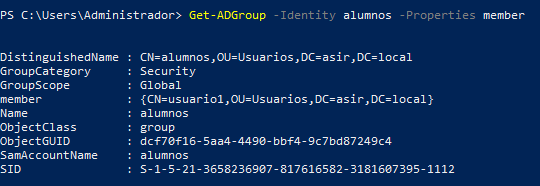 PS C:\Users\Administrador> Get-ADGroup -Identity alumnos -Properties member
DistinguishedName : CN=alumnos,OU=Usuarios,DC=asir,DC=local
GroupCategory : Security
GroupScope : Global
member : {CN=usuario1,OU=Usuarios,DC=asir,DC=local}
Name : alumnos
ObjectClass : group
ObjectGUID : dcf70f16-5aa4-4490-bbf4-9c7bd87249c4
SamAccountName : alumnos
SID : S-1-5-21-3658236907-817616582-3181607395-1112